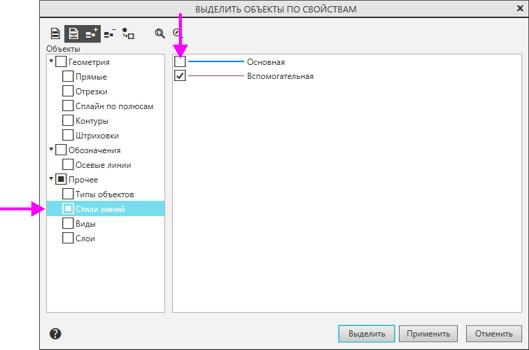 ВЫДЕЛИТЬ ОБЪЕКТЫ ПО СВОЙСТВАМ
Объекты
Геометрия
Прямые
Отрезки
Сплайн по полюсам
Контуры
Штриховки
Обозначения
Осевые линии
Прочее
Типы объектов
Стили линий
Виды
Слои
Основная
Вспомогательная
Выделить
Применить
Отменить